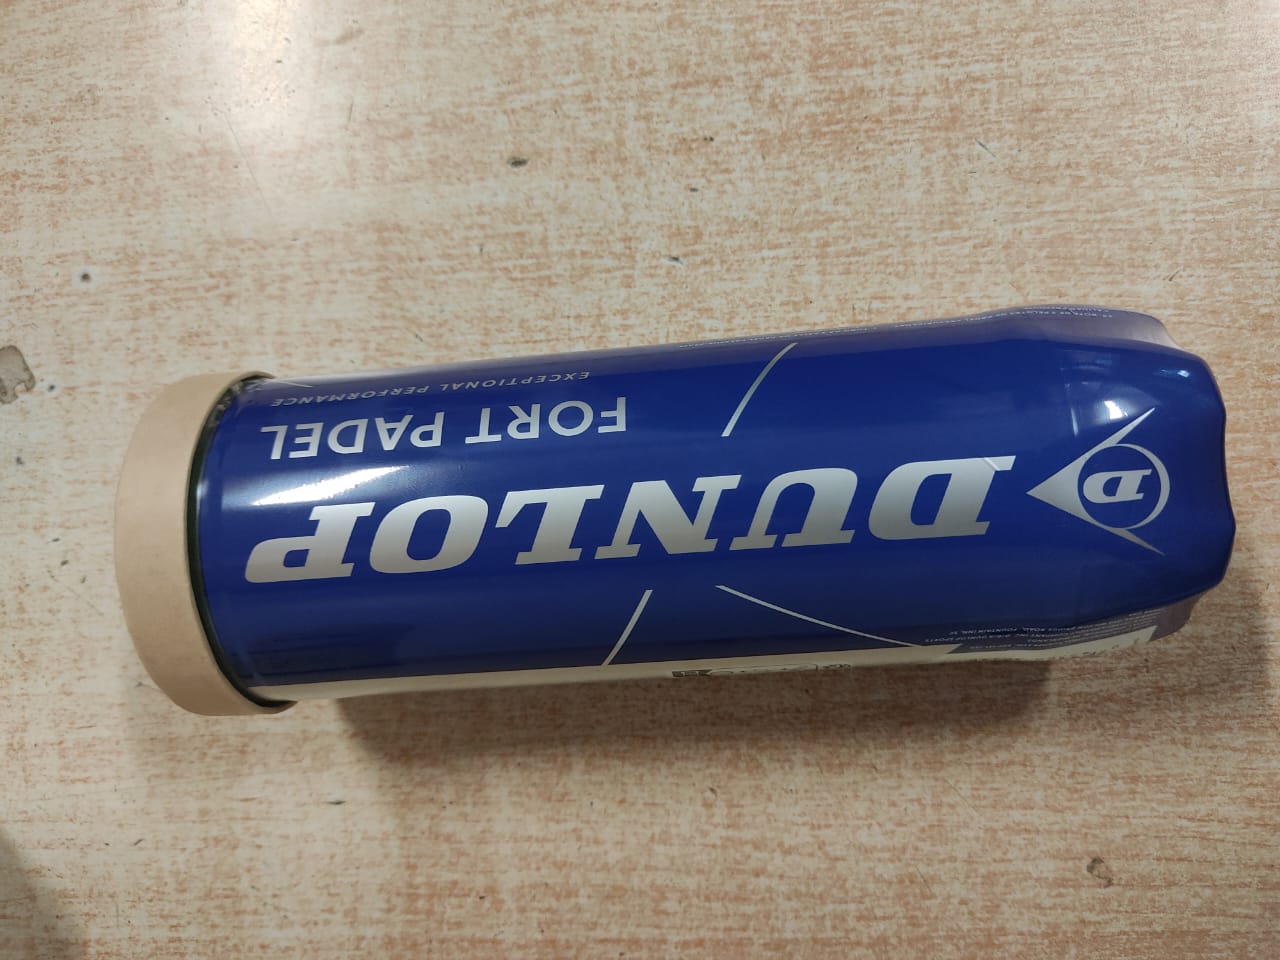 D
DUNLOP
FORT PADEL
EXCEPTIONAL PERFORMANCE